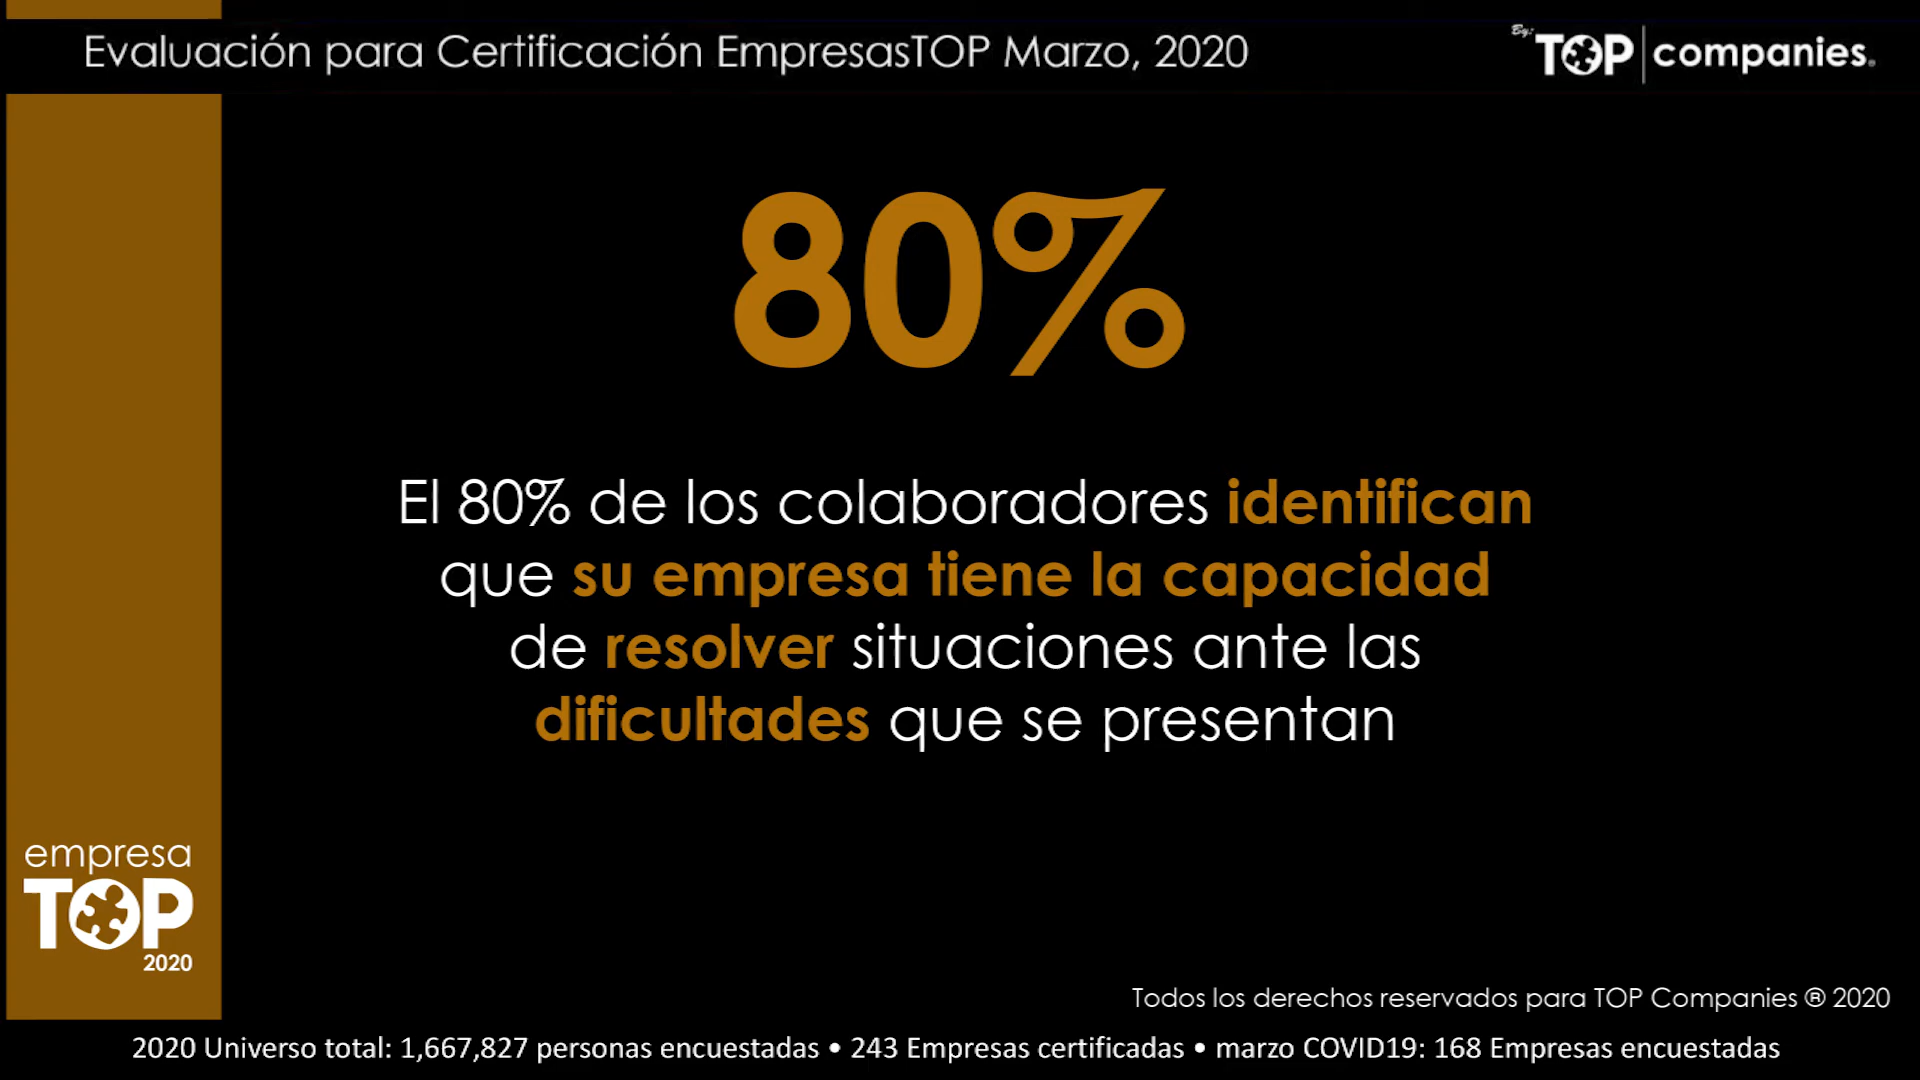 Evaluación para Certificación EmpresasTOP Marzo, 2020
By: TOP companies®
80%
El 80% de los colaboradores identifican
que su empresa tiene la capacidad
de resolver situaciones ante las
dificultades que se presentan
empresa
TOP
2020
Todos los derechos reservados para TOP Companies ® 2020
2020 Universo total: 1,667,827 personas encuestadas • 243 Empresas certificadas • marzo COVID19: 168 Empresas encuestadas